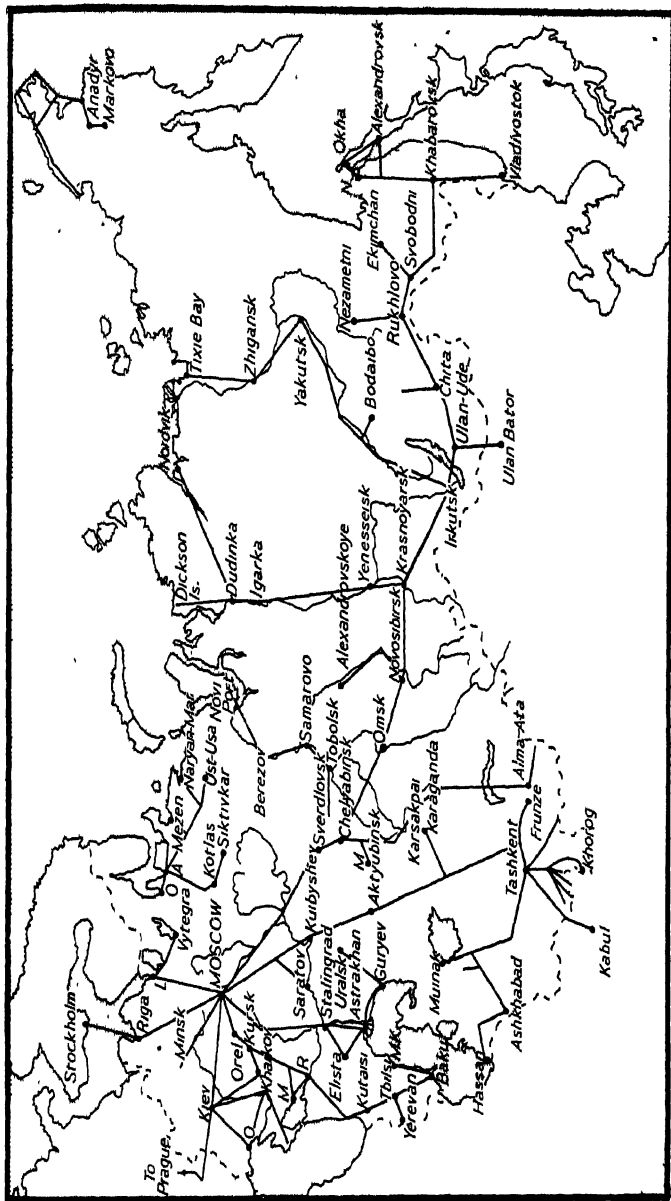 Stockholm
Riga
L
Vytegra
Minsk
MOSCOW
To
Prague
Kiev
Orel
Kursk
Kharkov
O
M
R
Saratov
Stalingrad
Uralsk
Astrakhan
Guryev
Elista
Kutaisi
Tbilisi
MK
Yerevan
Baku
Hassan
Ashkhabad
Muinak
Kabul
Khorog
Tashkent
Frunze
Alma-Ata
Karsakpai
Karaganda
Aktyubinsk
M
Kuibyshev
Chelyabinsk
Sverdlovsk
Tobolsk
Omsk
Samarovo
Berezov
Novi
Port
Naryan-Mar
Ust-Usa
Mezen
O
A
Kotlas
Siktivkar
Dickson
Is.
Dudinka
Igarka
Alexandrovskoye
Yenesseisk
Novosibirsk
Krasnoyarsk
Irkutsk
Nordvik
Tixie Bay
Zhigansk
Yakutsk
Bodaibo
Chita
Ulan-Ude
Ulan Bator
Nezametni
Rukhlovo
Ekimchan
Svobodni
Okha
N
Alexandrovsk
Khabarovsk
Vladivostok
Anadyr
Markovo